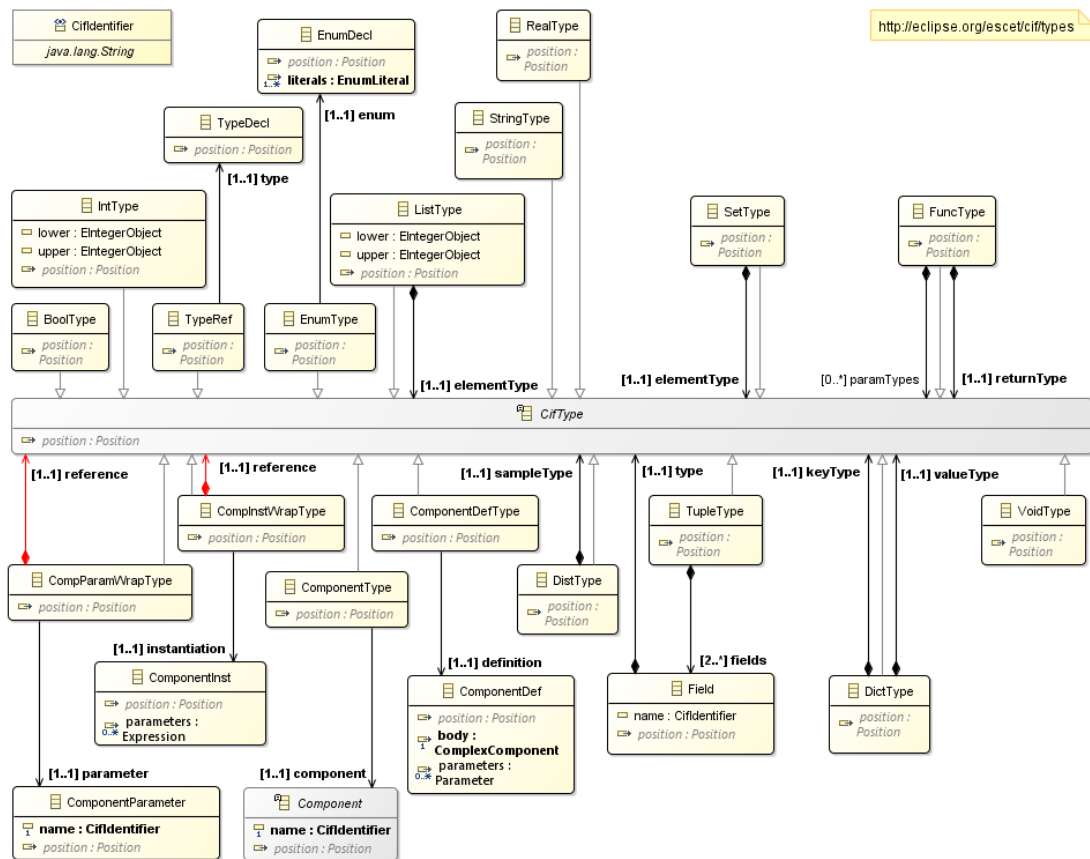 CifIdentifier
java.lang.String
EnumDecl
position : Position
1..* literals : EnumLiteral
RealType
position :
Position
http://eclipse.org/escet/cif/types
[1..1] enum
TypeDecl
position : Position
[1..1] type
StringType
position :
Position
IntType
lower : EIntegerObject
upper : EIntegerObject
position : Position
ListType
lower : EIntegerObject
upper : EIntegerObject
position : Position
SetType
position :
Position
FuncType
position :
Position
BoolType
position :
Position
TypeRef
position :
Position
EnumType
position :
Position
[1..1] elementType
[1..1] elementType
[0..*] paramTypes
[1..1] returnType
CifType
position : Position
[1..1] reference
[1..1] reference
[1..1] sampleType
[1..1] type
[1..1] keyType
[1..1] valueType
CompInstWrapType
position : Position
ComponentDefType
position : Position
TupleType
position :
Position
VoidType
position :
Position
CompParamWrapType
position : Position
ComponentType
position : Position
DistType
position :
Position
[1..1] instantiation
[1..1] definition
[2..*] fields
ComponentInst
position : Position
parameters :
0..* Expression
ComponentDef
position : Position
body :
1 ComplexComponent
parameters :
0..* Parameter
Field
name : CifIdentifier
position : Position
DictType
position :
Position
[1..1] parameter
[1..1] component
ComponentParameter
1 name : CifIdentifier
position : Position
Component
1 name : CifIdentifier
position : Position